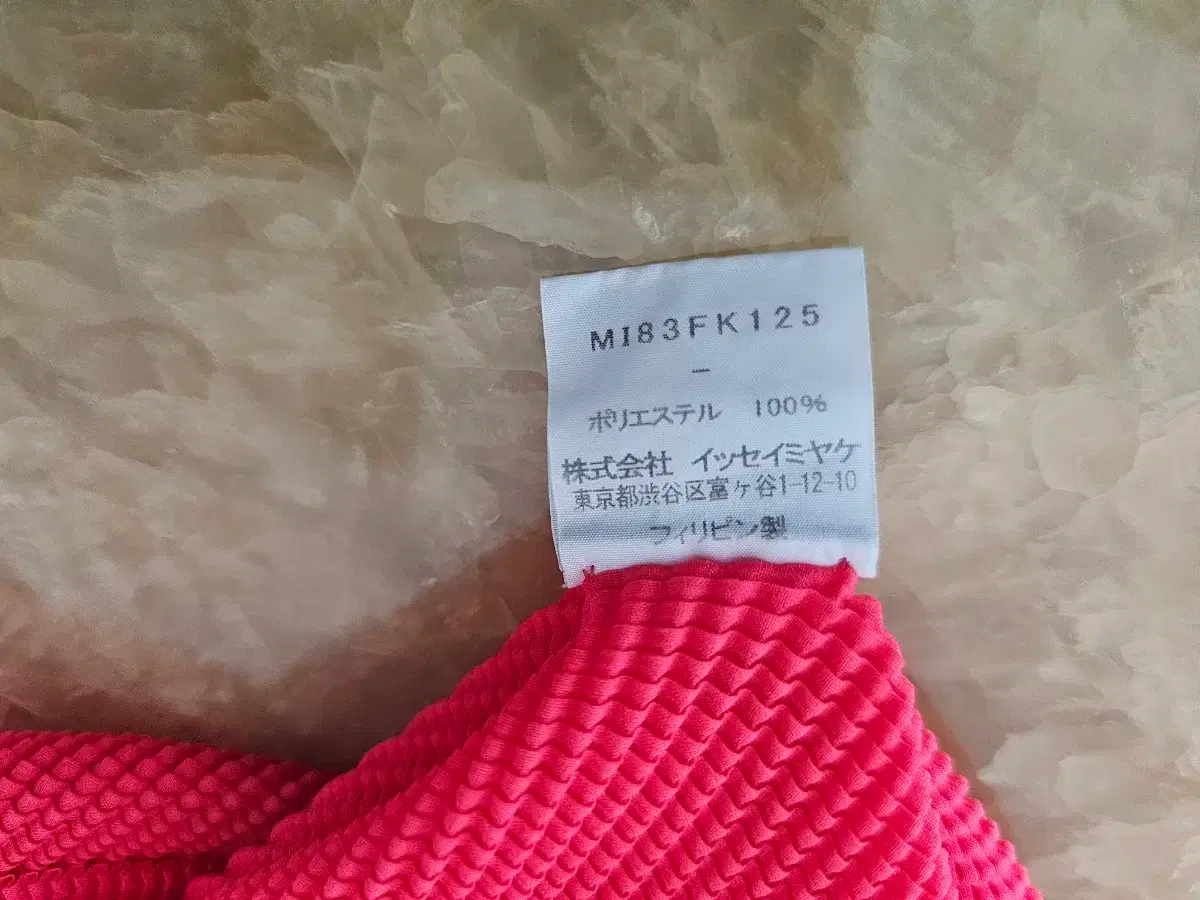 MI83FK125
－
ポリエステル 100%
株式会社 イッセイミヤケ
東京都渋谷区富ヶ谷1-12-10
フィリピン製